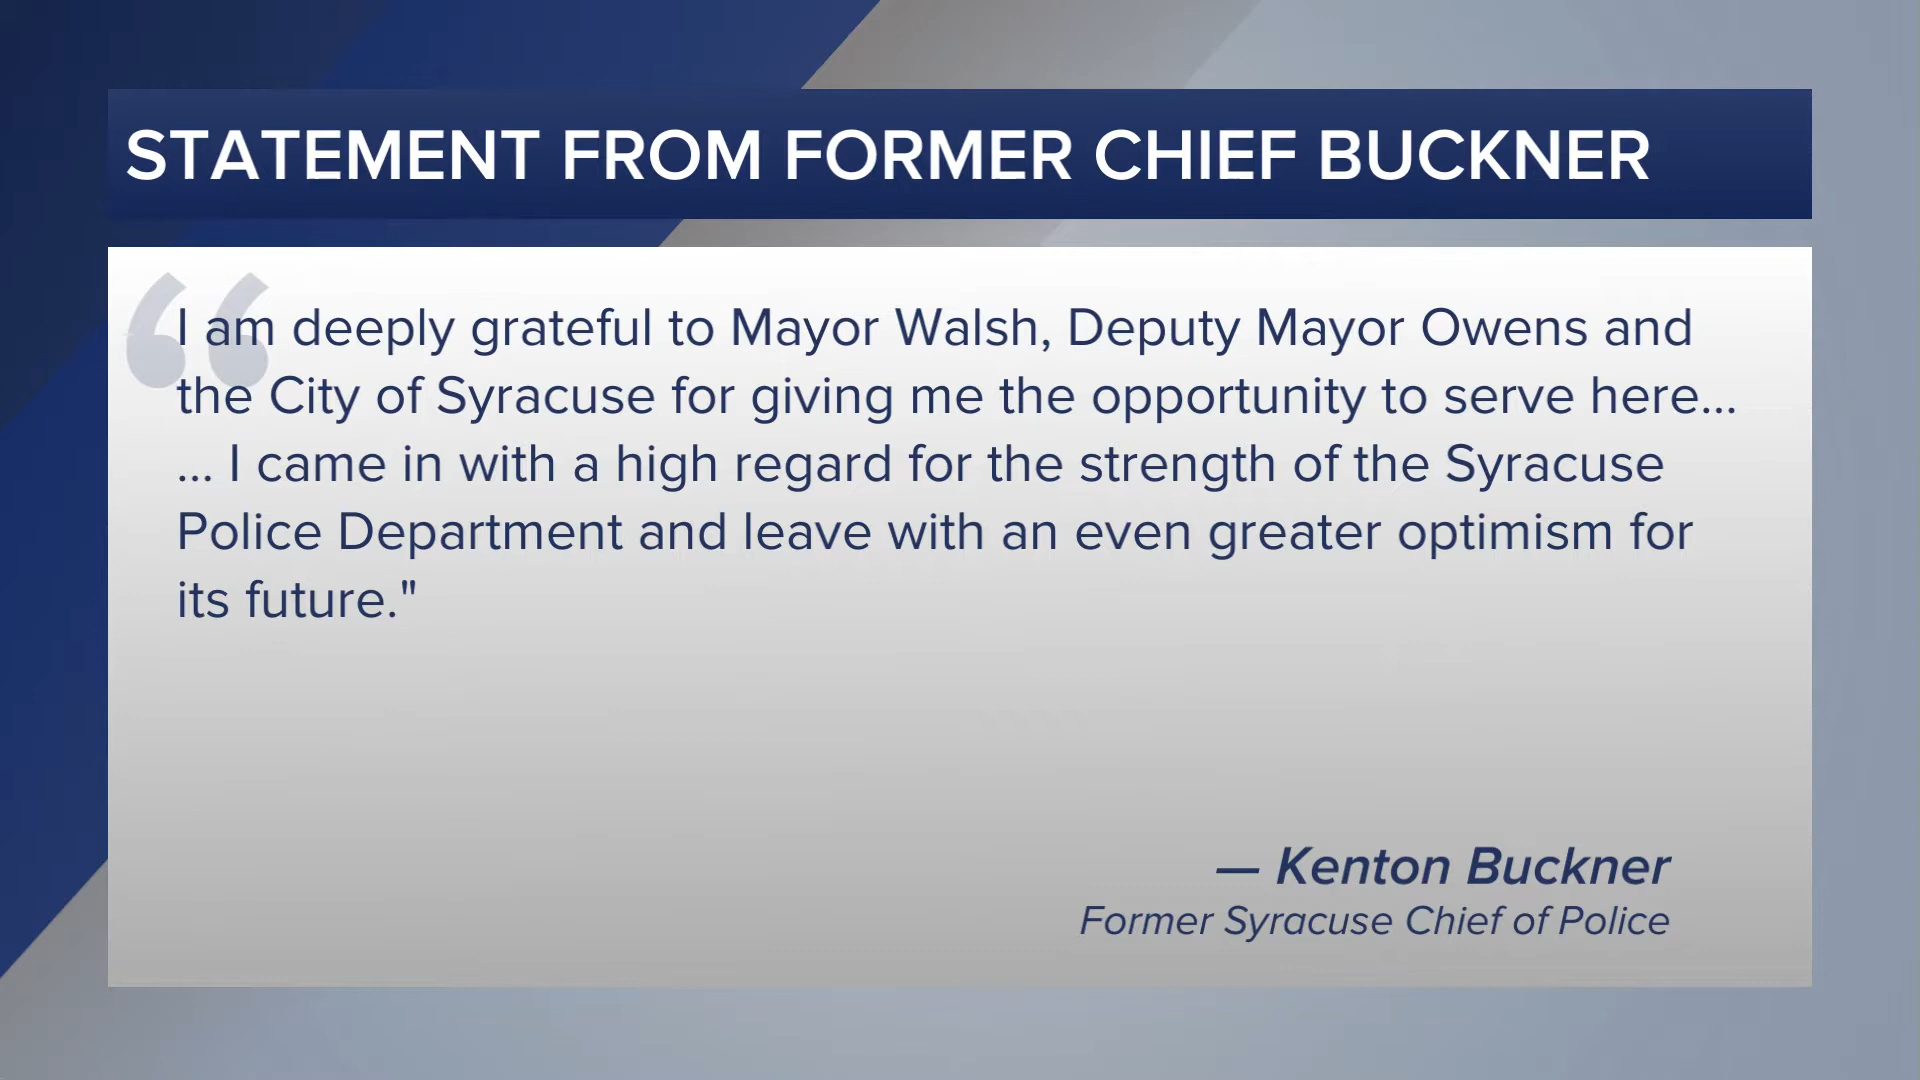 STATEMENT FROM FORMER CHIEF BUCKNER
“I am deeply grateful to Mayor Walsh, Deputy Mayor Owens and
the City of Syracuse for giving me the opportunity to serve here...
... I came in with a high regard for the strength of the Syracuse
Police Department and leave with an even greater optimism for
its future."
— Kenton Buckner
Former Syracuse Chief of Police